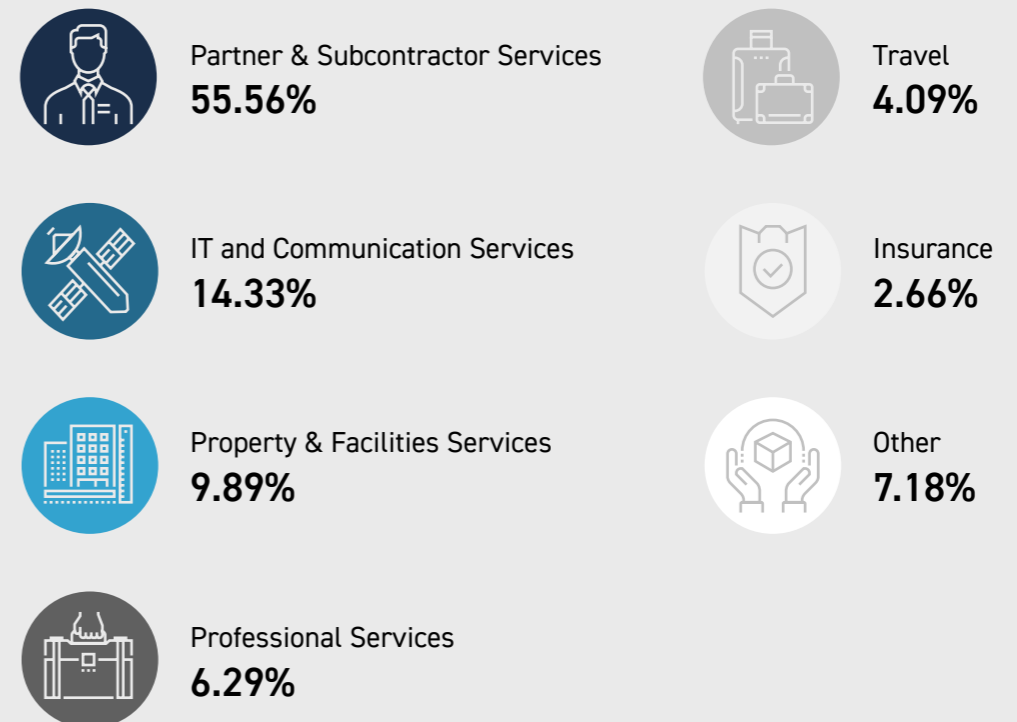 Partner & Subcontractor Services
55.56%
IT and Communication Services
14.33%
Property & Facilities Services
9.89%
Professional Services
6.29%
Travel
4.09%
Insurance
2.66%
Other
7.18%